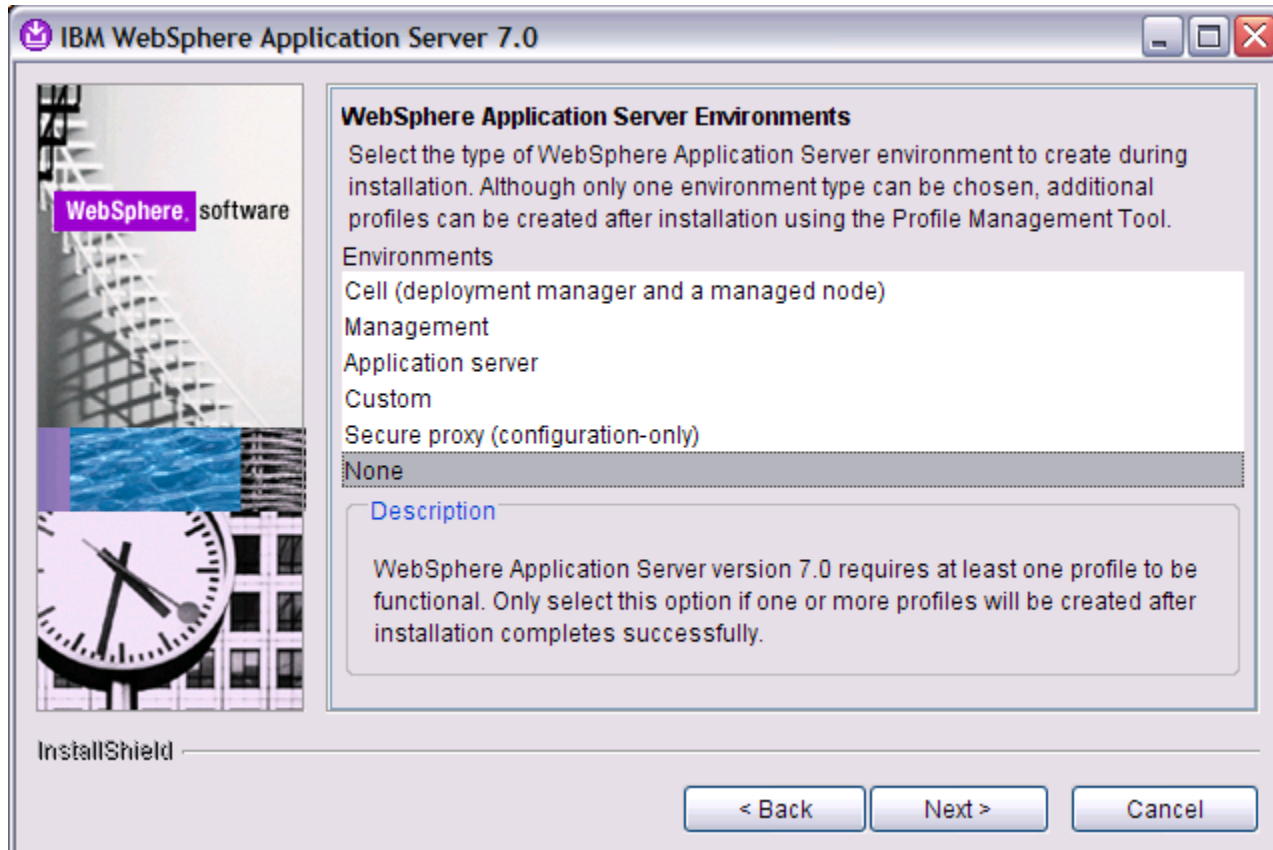 IBM WebSphere Application Server 7.0
WebSphere software
WebSphere Application Server Environments
Select the type of WebSphere Application Server environment to create during
installation. Although only one environment type can be chosen, additional
profiles can be created after installation using the Profile Management Tool.
Environments
Cell (deployment manager and a managed node)
Management
Application server
Custom
Secure proxy (configuration-only)
None
Description
WebSphere Application Server version 7.0 requires at least one profile to be
functional. Only select this option if one or more profiles will be created after
installation completes successfully.
InstallShield
< Back
Next >
Cancel